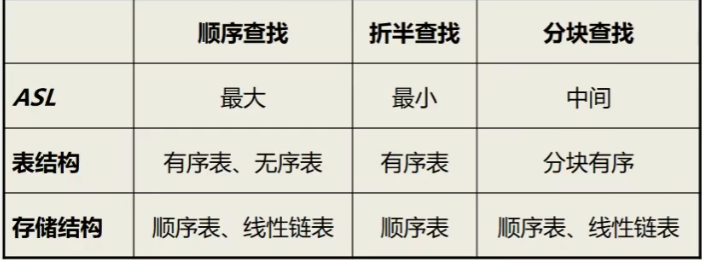 顺序查找 折半查找 分块查找
ASL 最大 最小 中间
表结构 有序表、无序表 有序表 分块有序
存储结构 顺序表、线性链表 顺序表 顺序表、线性链表